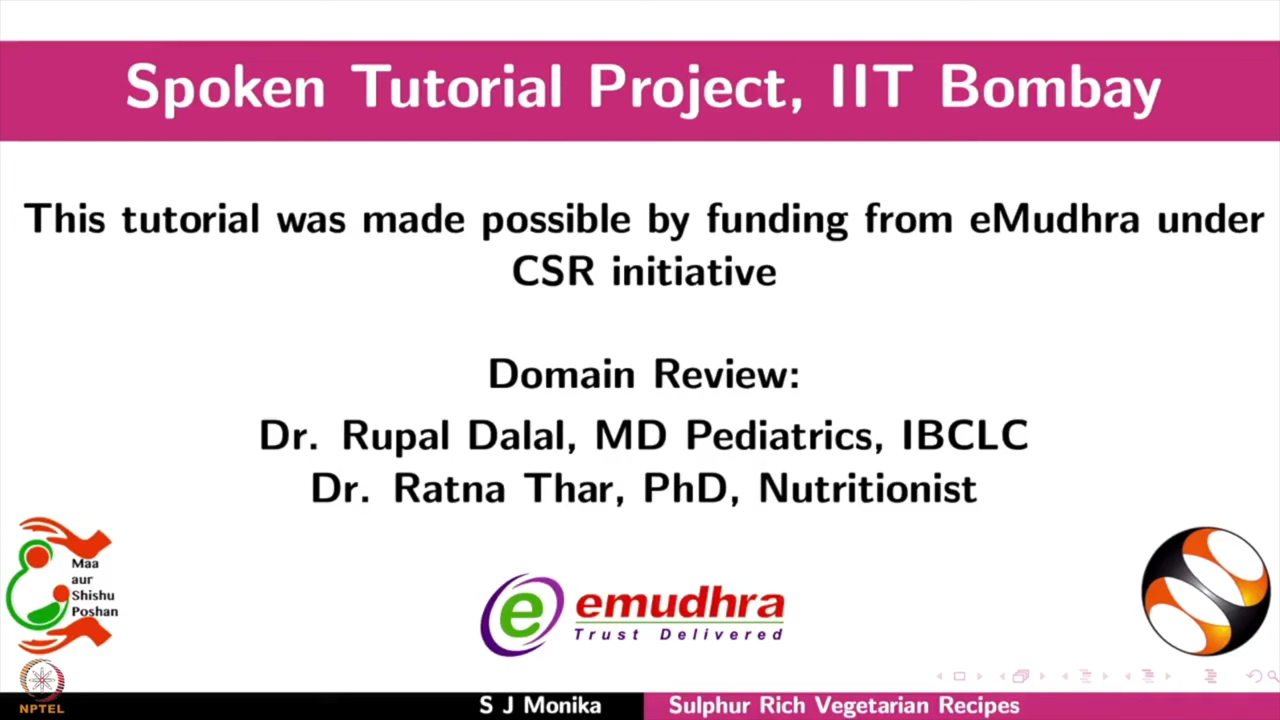 Spoken Tutorial Project, IIT Bombay
This tutorial was made possible by funding from eMudhra under
CSR initiative
Domain Review:
Dr. Rupal Dalal, MD Pediatrics, IBCLC
Dr. Ratna Thar, PhD, Nutritionist
Maa
aur
Shishu
Poshan
e emudhra
Trust Delivered
NPTEL
S J Monika Sulphur Rich Vegetarian Recipes